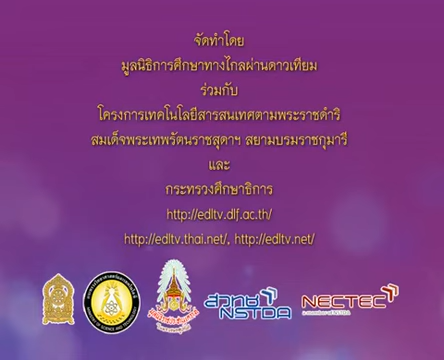 จัดทำโดย
มูลนิธิการศึกษาทางไกลผ่านดาวเทียม
ร่วมกับ
โครงการเทคโนโลยีสารสนเทศตามพระราชดำริ
สมเด็จพระเทพรัตนราชสุดาฯ สยามบรมราชกุมารี
และ
กระทรวงศึกษาธิการ
http://edltv.dlf.ac.th/
http://edltv.thai.net/, http://edltv.net/
สวทช NECTEC
NSTDA a member of NSTDA